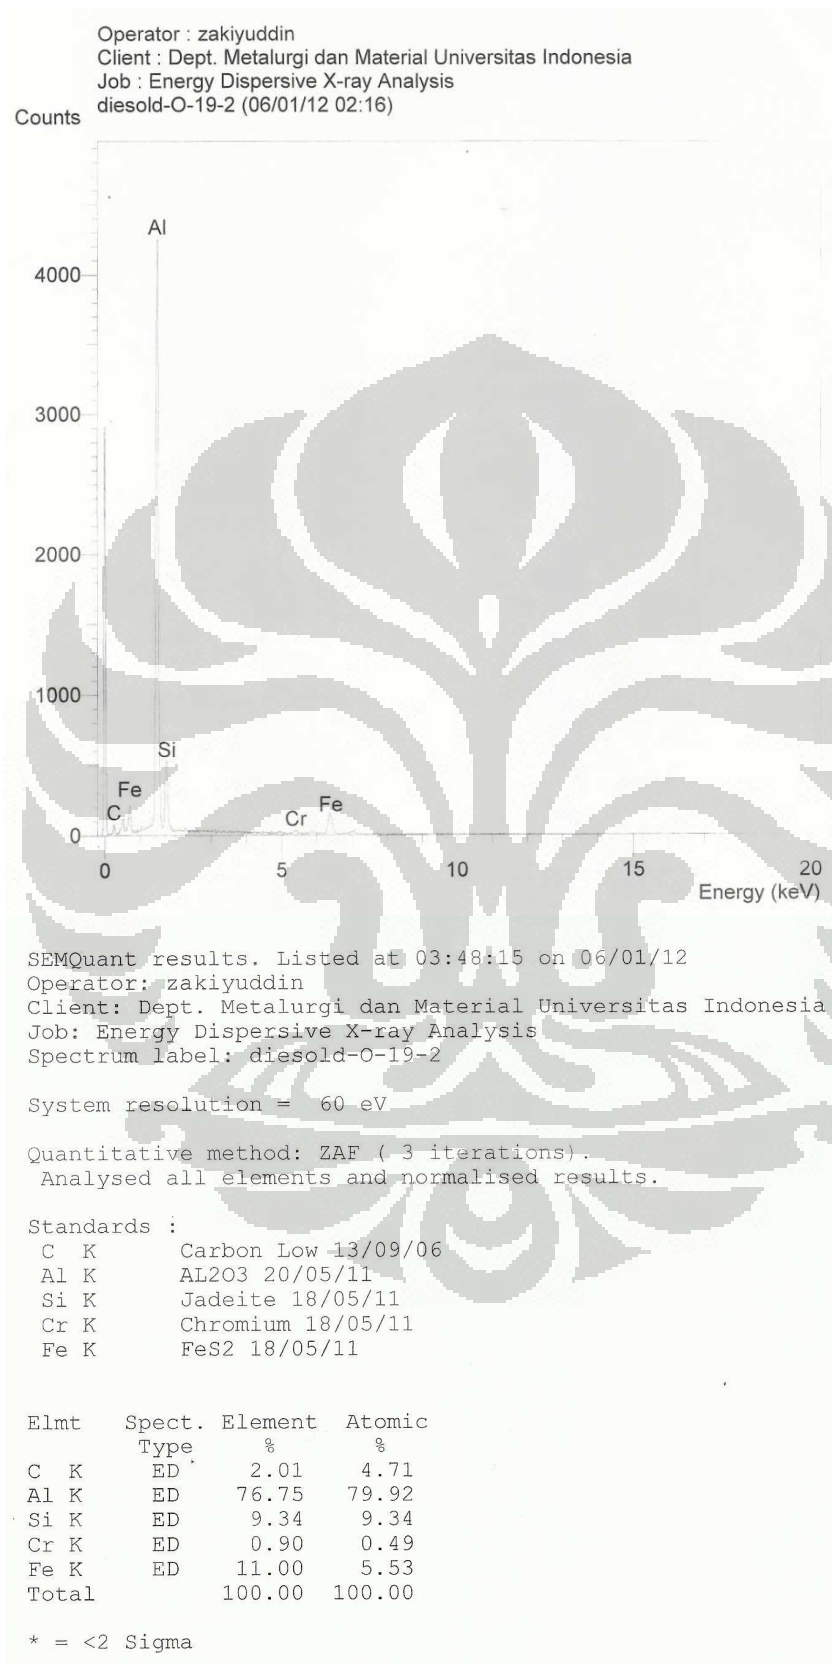 Operator : zakiyuddin
Client : Dept. Metalurgi dan Material Universitas Indonesia
Job : Energy Dispersive X-ray Analysis
diesold-O-19-2 (06/01/12 02:16)
Counts
Al
4000
3000
2000
1000
Si
Fe
C
Cr
Fe
0
0 5 10 15 20
Energy (keV)
SEMQuant results. Listed at 03:48:15 on 06/01/12
Operator: zakiyuddin
Client: Dept. Metalurgi dan Material Universitas Indonesia
Job: Energy Dispersive X-ray Analysis
Spectrum label: diesold-O-19-2
System resolution = 60 eV
Quantitative method: ZAF ( 3 iterations).
Analysed all elements and normalised results.
Standards :
C K Carbon Low 13/09/06
Al K AL2O3 20/05/11
Si K Jadeite 18/05/11
Cr K Chromium 18/05/11
Fe K FeS2 18/05/11
Elmt Spect. Element Atomic
Type % %
C K ED 2.01 4.71
Al K ED 76.75 79.92
Si K ED 9.34 9.34
Cr K ED 0.90 0.49
Fe K ED 11.00 5.53
Total 100.00 100.00
* = <2 Sigma